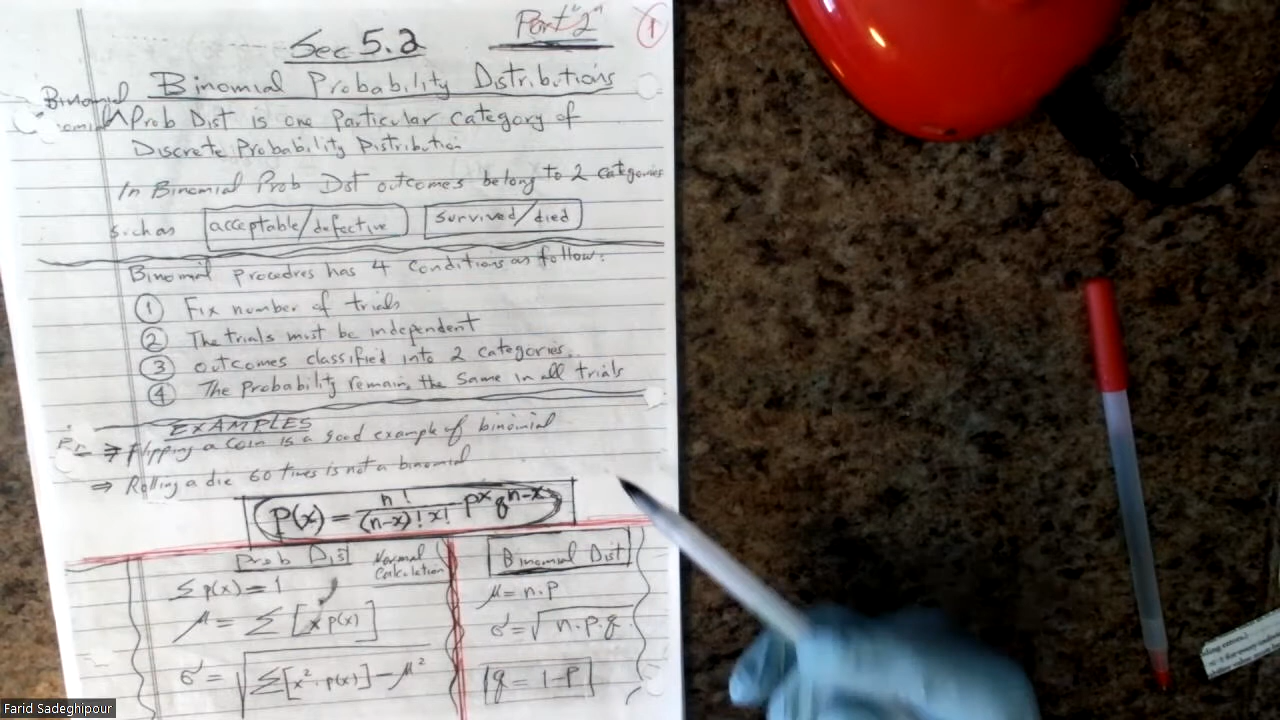 Part "2"
1
Sec 5.2
Binomial Probability Distributions
Binomial
Prob Dist is one Particular Category of
Discrete Probability Distribution
In Binomial Prob Dist outcomes belong to 2 categories
such as acceptable/defective survived/died
Binomial procedres has 4 Conditions as follow:
① Fix number of trials
② The trials must be independent
③ outcomes classified into 2 categories.
④ The Probability remains the same in all trials
EXAMPLES
⇒ Flipping a coin is a good example of binomial
⇒ Rolling a die 60 times is not a binomial
P(x) = n! / (n-x)! x! · p^x q^(n-x)
Prob Dist Normal Calculation
Σ p(x) = 1
μ = Σ [x p(x)]
σ = √(Σ[x² · p(x)] - μ²)
Binomial Dist
μ = n.p
σ = √(n.p.q)
q = 1-p
Farid Sadeghipour